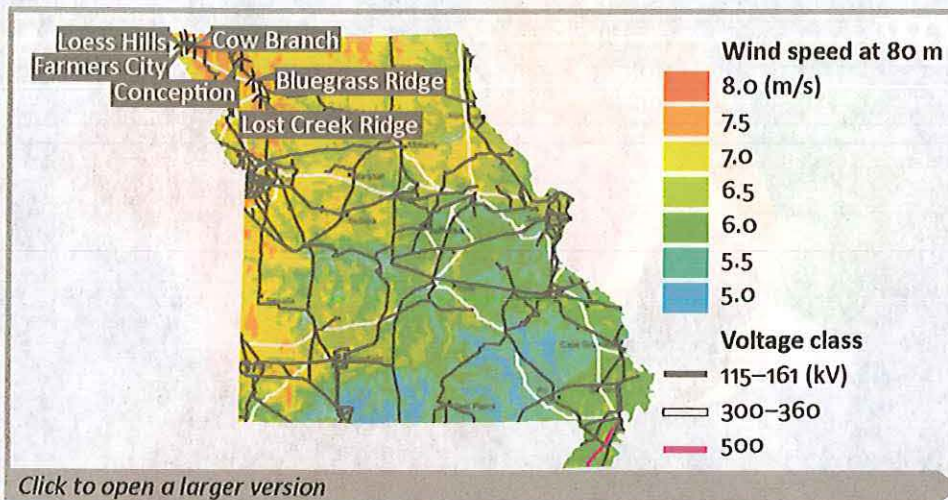 Loess Hills
Cow Branch
Farmers City
Bluegrass Ridge
Conception
Lost Creek Ridge
Wind speed at 80 m
8.0 (m/s)
7.5
7.0
6.5
6.0
5.5
5.0
Voltage class
115–161 (kV)
300–360
500
Click to open a larger version